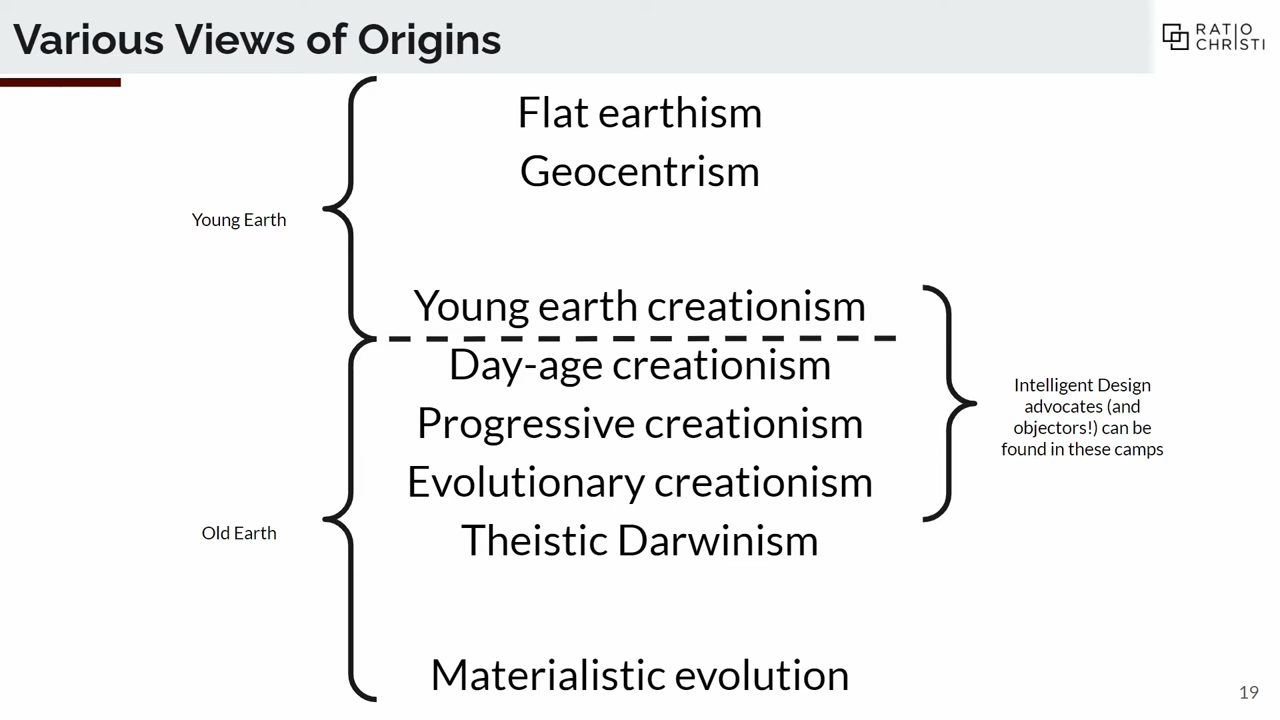 Various Views of Origins
RATIO
CHRISTI
Flat earthism
Geocentrism
Young Earth
Young earth creationism
Day-age creationism
Progressive creationism
Evolutionary creationism
Theistic Darwinism
Intelligent Design
advocates (and
objectors!) can be
found in these camps
Old Earth
Materialistic evolution
19